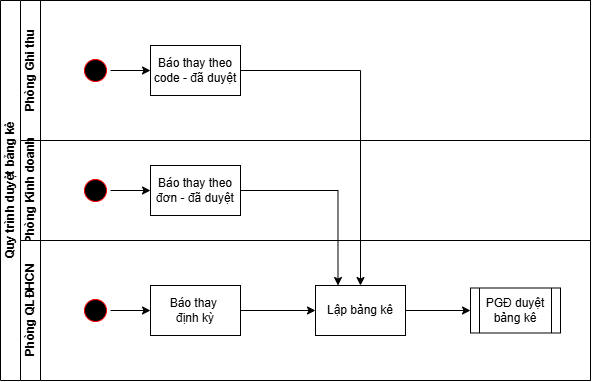 Quy trình duyệt bảng kê
Phòng Ghi thu
Báo thay theo
code - đã duyệt
Phòng Kinh doanh
Báo thay theo
đơn - đã duyệt
Phòng QL ĐHCN
Báo thay
định kỳ
Lập bảng kê
PGĐ duyệt
bảng kê